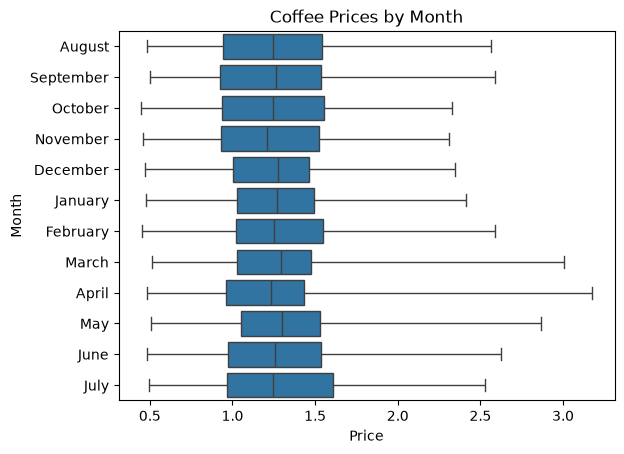 Coffee Prices by Month
Month
August
September
October
November
December
January
February
March
April
May
June
July
0.5 1.0 1.5 2.0 2.5 3.0
Price